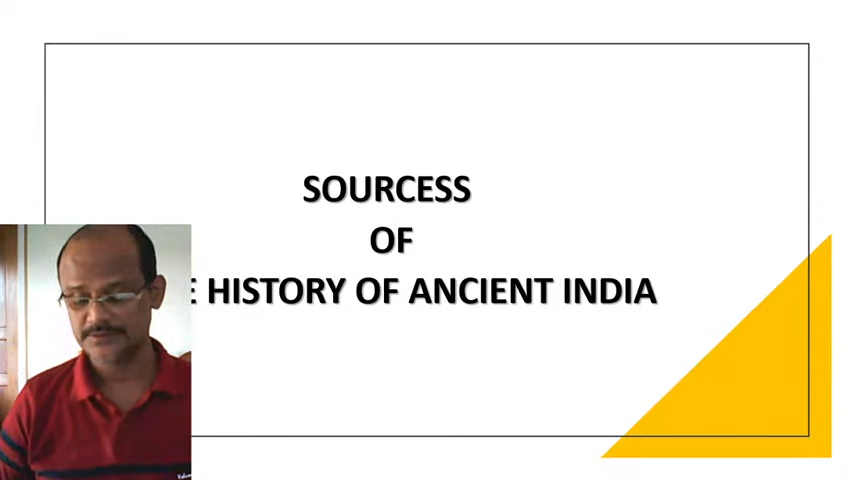 SOURCESS
OF
HISTORY OF ANCIENT INDIA